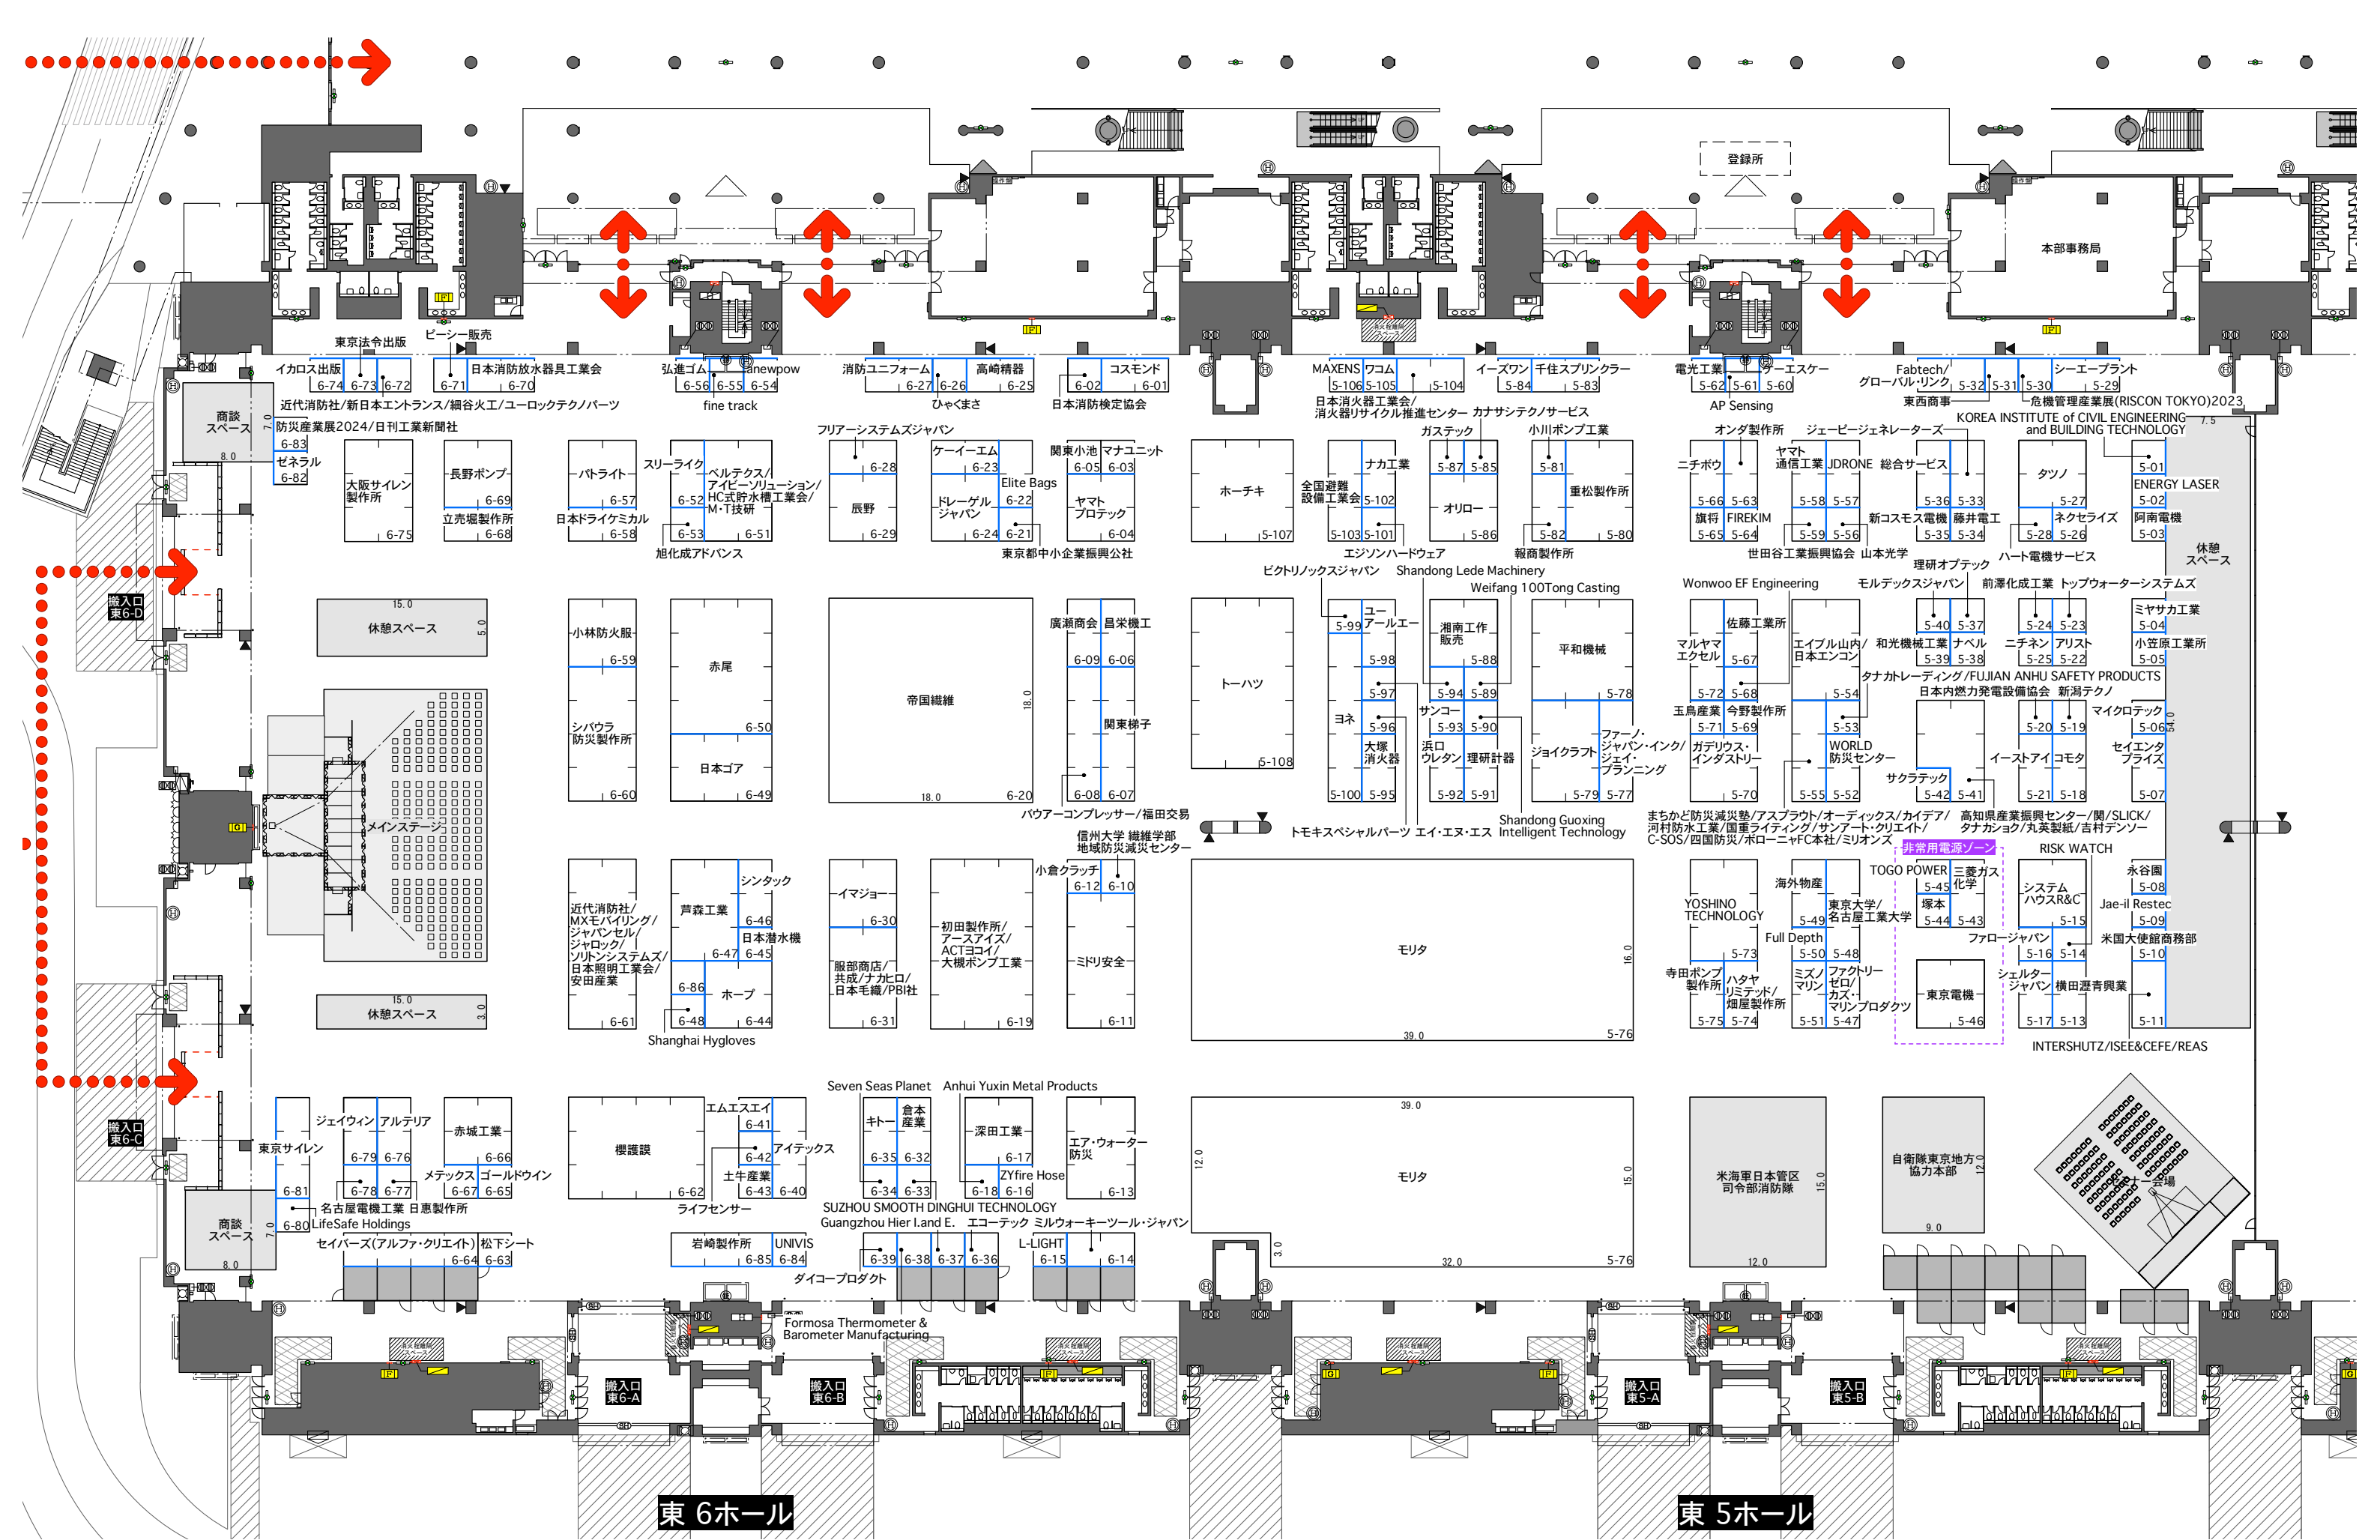 登録所
本部事務局
東京法令出版
ビーシー販売
イカロス出版
6-74
6-73
6-72
6-71
日本消防放水器具工業会
6-70
近代消防社/新日本エントランス/細谷火工/ユーロックテクノパーツ
弘進ゴム
6-56
6-55
6-54
anewpow
fine track
消防ユニフォーム
6-27
6-26
高崎精器
6-25
ひゃくまさ
6-02
コスモンド
6-01
日本消防検定協会
MAXENS
ワコム
5-106
5-105
5-104
日本消火器工業会/
消火器リサイクル推進センター
イーズワン
千住スプリンクラー
5-84
5-83
カナサシテクノサービス
電光工業
ケーエスケー
5-62
5-61
5-60
AP Sensing
Fabtech/
グローバル・リンク
5-32
5-31
5-30
シーエープラント
5-29
東西商事
危機管理産業展(RISCON TOKYO)2023
商談
スペース
7.0
8.0
防災産業展2024/日刊工業新聞社
6-83
ゼネラル
6-82
大阪サイレン
製作所
6-75
長野ポンプ
6-69
立売堀製作所
6-68
パトライト
6-57
日本ドライケミカル
6-58
スリーライク
6-52
6-53
旭化成アドバンス
ベルテクス/
アイビーソリューション/
HC式貯水槽工業会/
M・T技研
6-51
フリアーシステムズジャパン
6-28
辰野
6-29
ケーイーエム
6-23
Elite Bags
6-22
ドレーゲル
ジャパン
6-24
6-21
東京都中小企業振興公社
関東小池
マナユニット
6-05
6-03
ヤマト
プロテック
6-04
ホーチキ
5-107
全国避難
設備工業会
ナカ工業
5-102
5-103
5-101
エジソンハードウェア
ガステック
5-87
5-85
オリロー
5-86
小川ポンプ工業
5-81
重松製作所
5-82
5-80
報商製作所
オンダ製作所
ニチボウ
5-66
5-63
旗将
FIREKIM
5-65
5-64
ジェーピージェネレーターズ
ヤマト
通信工業
JDRONE
5-58
5-57
5-59
5-56
世田谷工業振興協会
山本光学
総合サービス
5-36
5-33
新コスモス電機
藤井電工
5-35
5-34
KOREA INSTITUTE of CIVIL ENGINEERING
and BUILDING TECHNOLOGY
タツノ
5-27
ネクセライズ
5-28
5-26
ハート電機サービス
5-01
ENERGY LASER
5-02
阿南電機
5-03
7.5
休憩
スペース
54.0
搬入口
東6-D
15.0
休憩スペース
5.0
小林防火服
6-59
シバウラ
防災製作所
6-60
赤尾
6-50
日本ゴア
6-49
帝国繊維
18.0
18.0
6-20
廣瀬商会
昌栄機工
6-09
6-06
関東梯子
6-08
6-07
バウアーコンプレッサー/福田交易
トーハツ
5-108
ビクトリノックスジャパン
5-99
ユー
アールエー
5-98
5-97
5-96
ヨネ
大塚
消火器
5-100
5-95
トモキスペシャルパーツ
エイ・エヌ・エス
Shandong Lede Machinery
Weifang 100Tong Casting
湘南工作
販売
5-88
5-94
5-89
サンコー
5-93
5-90
浜口
ウレタン
理研計器
5-92
5-91
Shandong Guoxing
Intelligent Technology
平和機械
5-78
ジョイクラフト
ファーノ・
ジャパン・インク/
ジェイ・
プランニング
5-79
5-77
Wonwoo EF Engineering
佐藤工業所
マルヤマ
エクセル
5-67
5-72
5-68
玉鳥産業
今野製作所
5-71
5-69
ガデリウス・
インダストリー
5-70
エイブル山内/
日本エンコン
5-54
5-53
WORLD
防災センター
5-55
5-52
まちかど防災減災塾/アスプラウト/オーディックス/カイデア/
河村防水工業/国重ライティング/サンアート・クリエイト/
C-SOS/四国防災/ボローニャFC本社/ミリオンズ
理研オプテック
モルデックスジャパン
5-40
5-37
和光機械工業
ナベル
5-39
5-38
タナカトレーディング/FUJIAN ANHU SAFETY PRODUCTS
サクラテック
5-42
5-41
高知県産業振興センター/関/SLICK/
タナカショク/丸英製紙/吉村デンソー
前澤化成工業
トップウォーターシステムズ
5-24
5-23
ニチネン
アリスト
5-25
5-22
日本内燃力発電設備協会
新潟テクノ
5-20
5-19
イーストアイ
コモタ
5-21
5-18
ミヤサカ工業
5-04
小笠原工業所
5-05
マイクロテック
5-06
セイエンタ
プライズ
5-07
メインステージ
15.0
休憩スペース
3.0
近代消防社/
MXモバイリング/
ジャパンセル/
ジャロック/
ソリトンシステムズ/
日本照明工業会/
安田産業
6-61
芦森工業
シンタック
6-46
日本潜水機
6-47
6-45
6-86
ホープ
6-48
6-44
Shanghai Hygloves
イマジョー
6-30
服部商店/
共成/ナカヒロ/
日本毛織/PBI社
6-31
初田製作所/
アースアイズ/
ACTヨコイ/
大槻ポンプ工業
6-19
信州大学 繊維学部
地域防災減災センター
小倉クラッチ
6-12
6-10
ミドリ安全
6-11
モリタ
16.0
39.0
5-76
YOSHINO
TECHNOLOGY
5-73
寺田ポンプ
製作所
ハタヤ
リミテッド/
畑屋製作所
5-75
5-74
海外物産
5-49
東京大学/
名古屋工業大学
Full Depth
5-50
5-48
ミズノ
マリン
ファクトリー
ゼロ/
カズ・
マリンプロダクツ
5-51
5-47
非常用電源ゾーン
TOGO POWER
三菱ガス
化学
5-45
塚本
5-44
5-43
東京電機
5-46
RISK WATCH
システム
ハウスR&C
5-15
ファロージャパン
5-16
5-14
シェルター
ジャパン
横田瀝青興業
5-17
5-13
永谷園
5-08
Jae-il Restec
5-09
米国大使館商務部
5-10
5-11
INTERSHUTZ/ISEE&CEFE/REAS
搬入口
東6-C
東京サイレン
6-81
6-80
LifeSafe Holdings
商談
スペース
7.0
8.0
ジェイウィン
アルテリア
6-79
6-76
6-78
6-77
名古屋電機工業
日恵製作所
赤城工業
6-66
メテックス
ゴールドウイン
6-67
6-65
セイバーズ(アルファ・クリエイト)
松下シート
6-64
6-63
櫻護謨
6-62
エムエスエイ
6-41
アイテックス
6-42
土牛産業
6-43
6-40
ライフセンサー
岩崎製作所
UNIVIS
6-85
6-84
Seven Seas Planet
Anhui Yuxin Metal Products
キトー
倉本
産業
6-35
6-32
6-34
6-33
SUZHOU SMOOTH DINGHUI TECHNOLOGY
深田工業
6-17
ZYfire Hose
6-18
6-16
エア・ウォーター
防災
6-13
Guangzhou Hier I.and E.
エコーテック
ミルウォーキーツール・ジャパン
6-39
6-38
6-37
6-36
L-LIGHT
6-15
6-14
ダイコープロダクト
Formosa Thermometer &
Barometer Manufacturing
39.0
12.0
モリタ
15.0
3.0
32.0
5-76
米海軍日本管区
司令部消防隊
15.0
12.0
自衛隊東京地方
協力本部
12.0
9.0
搬入口
東6-A
搬入口
東6-B
搬入口
東5-A
搬入口
東5-B
東 6ホール
東 5ホール